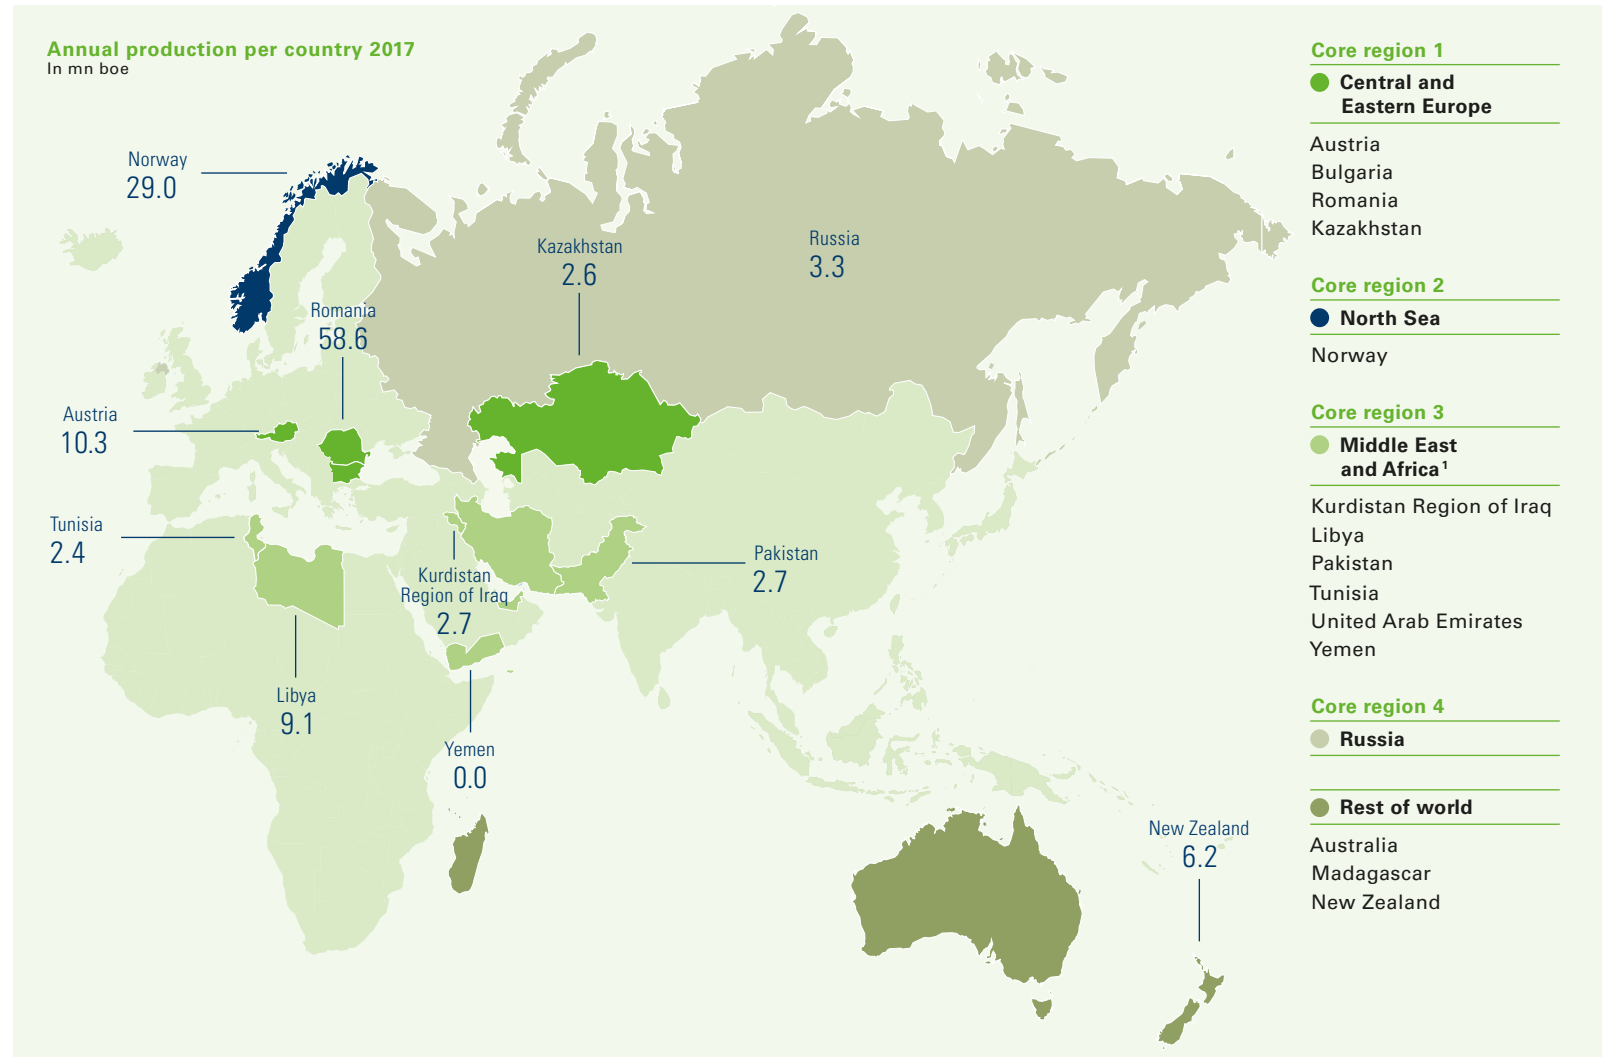 Annual production per country 2017
In mn boe
Norway
29.0
Kazakhstan
2.6
Russia
3.3
Romania
58.6
Austria
10.3
Tunisia
2.4
Kurdistan
Region of Iraq
2.7
Pakistan
2.7
Libya
9.1
Yemen
0.0
New Zealand
6.2
Core region 1
Central and
Eastern Europe
Austria
Bulgaria
Romania
Kazakhstan
Core region 2
North Sea
Norway
Core region 3
Middle East
and Africa¹
Kurdistan Region of Iraq
Libya
Pakistan
Tunisia
United Arab Emirates
Yemen
Core region 4
Russia
Rest of world
Australia
Madagascar
New Zealand